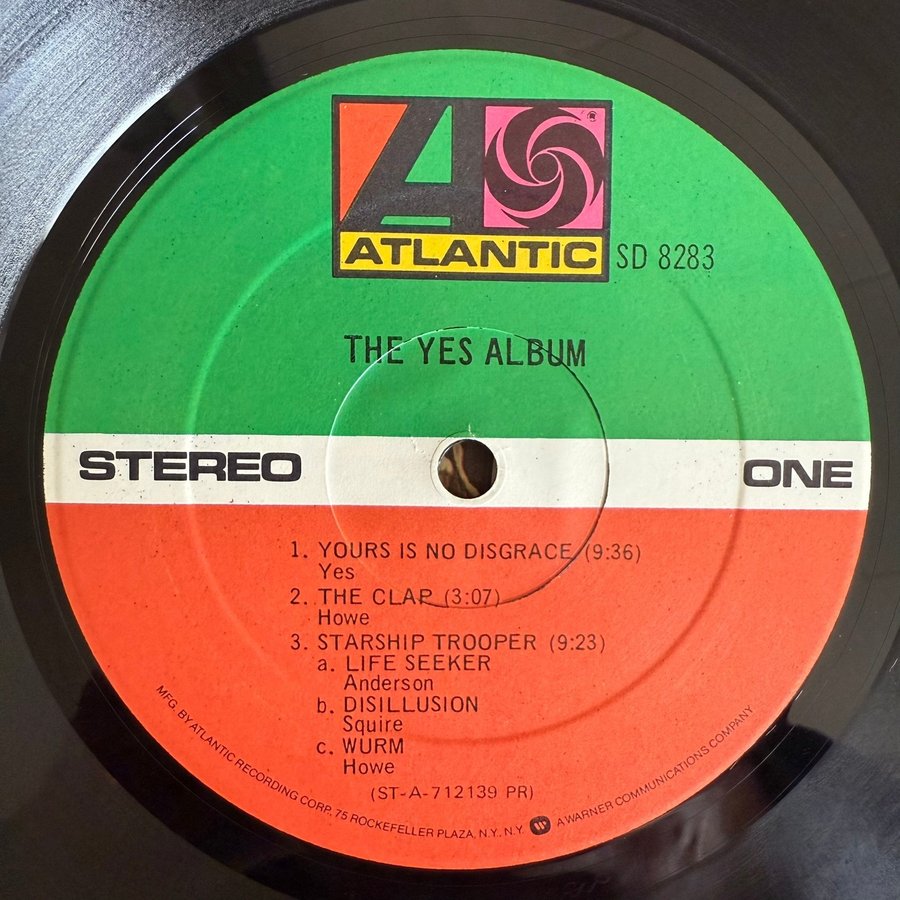 ATLANTIC
SD 8283
THE YES ALBUM
STEREO
ONE
1. YOURS IS NO DISGRACE (9:36)
Yes
2. THE CLAP (3:07)
Howe
3. STARSHIP TROOPER (9:23)
a. LIFE SEEKER
Anderson
b. DISILLUSION
Squire
c. WURM
Howe
(ST-A-712139 PR)
MFG. BY ATLANTIC RECORDING CORP. 75 ROCKEFELLER PLAZA, N.Y. N.Y. A WARNER COMMUNICATIONS COMPANY